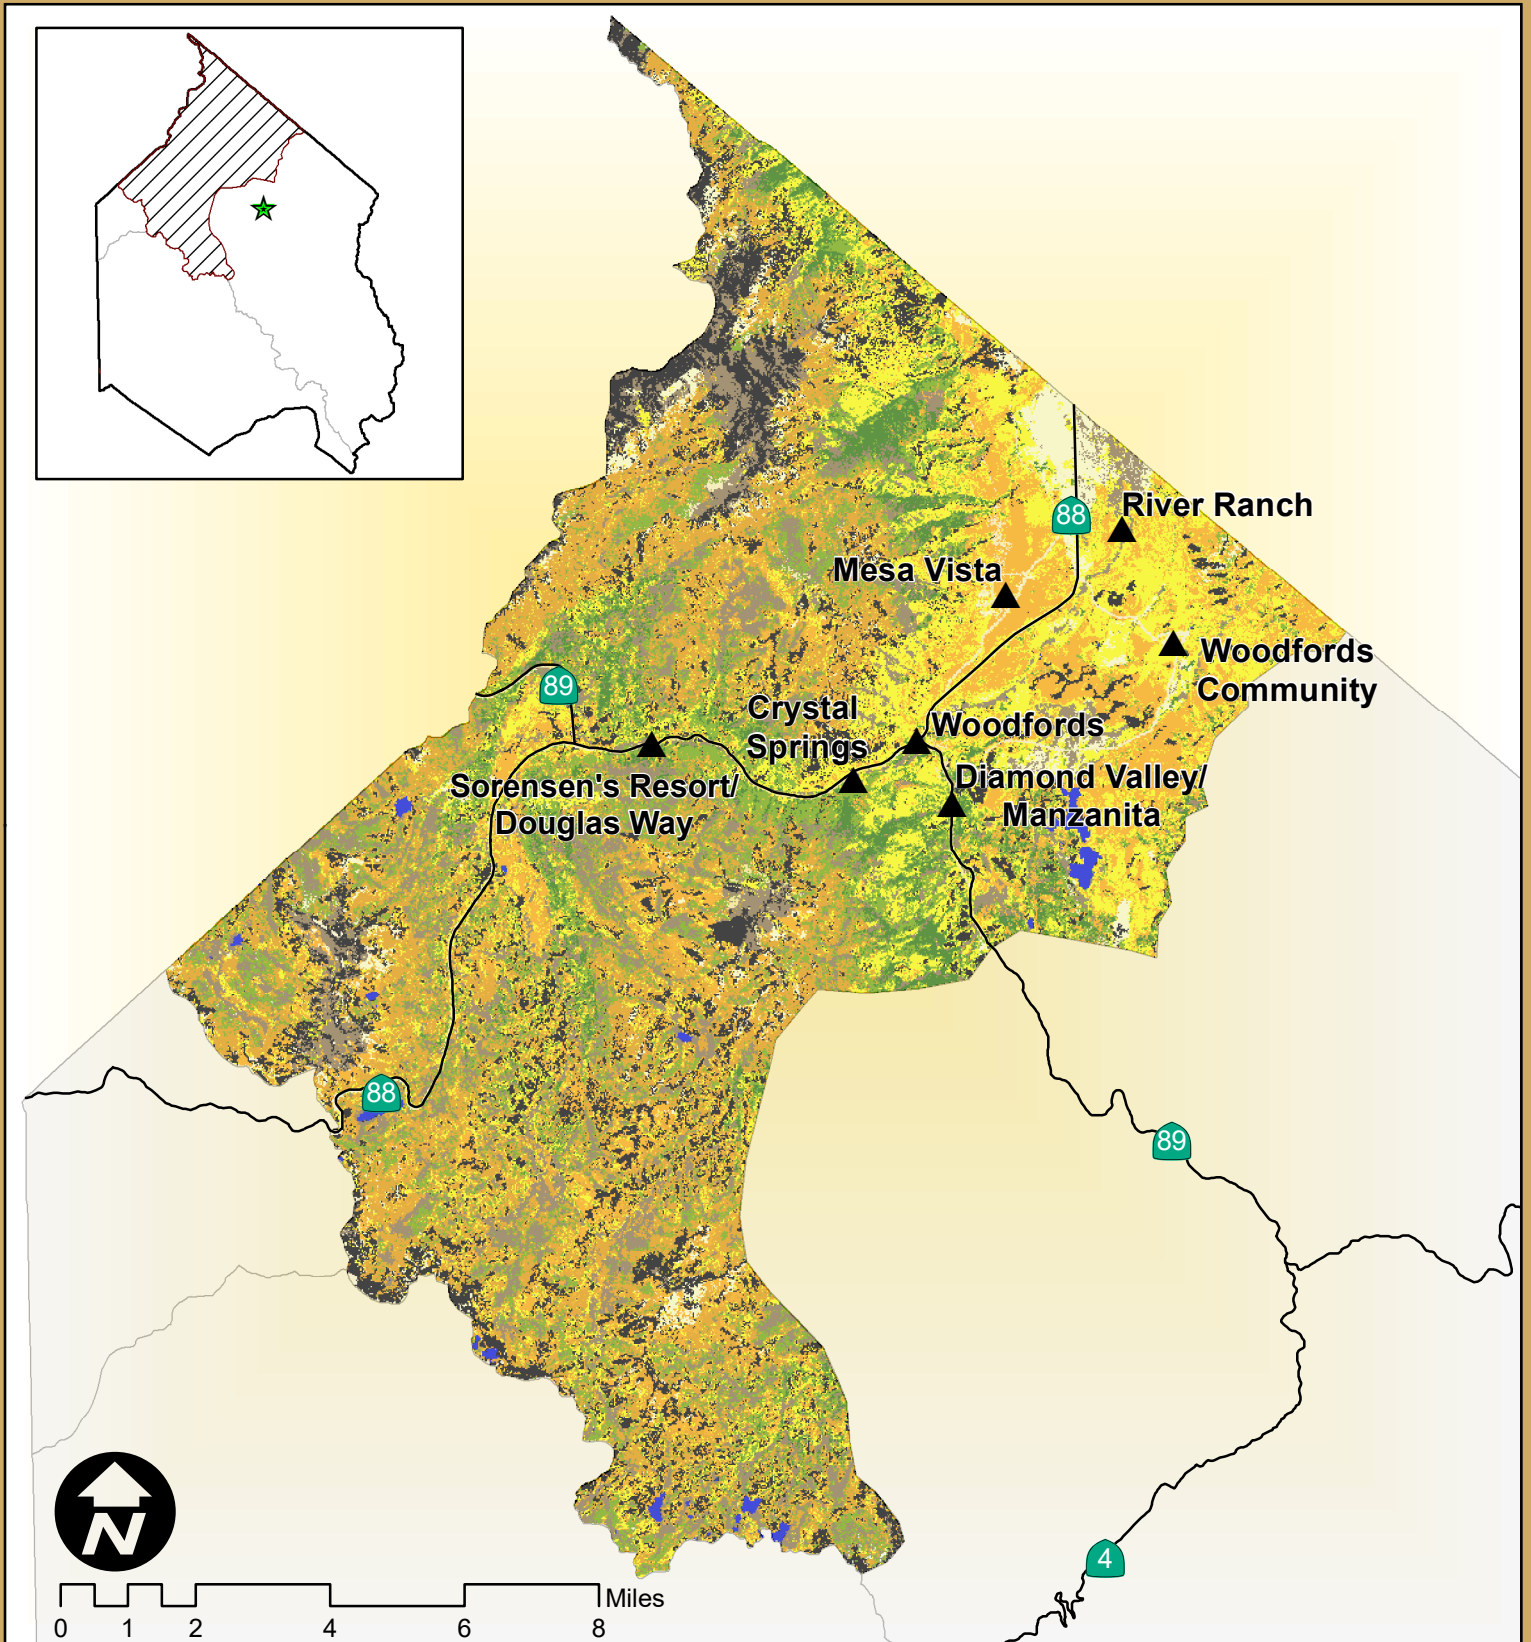 88
River Ranch
Mesa Vista
Woodfords
Community
89
Crystal
Springs
Woodfords
Sorensen's Resort/
Douglas Way
Diamond Valley/
Manzanita
88
89
4
N
Miles
0 1 2 4 6 8